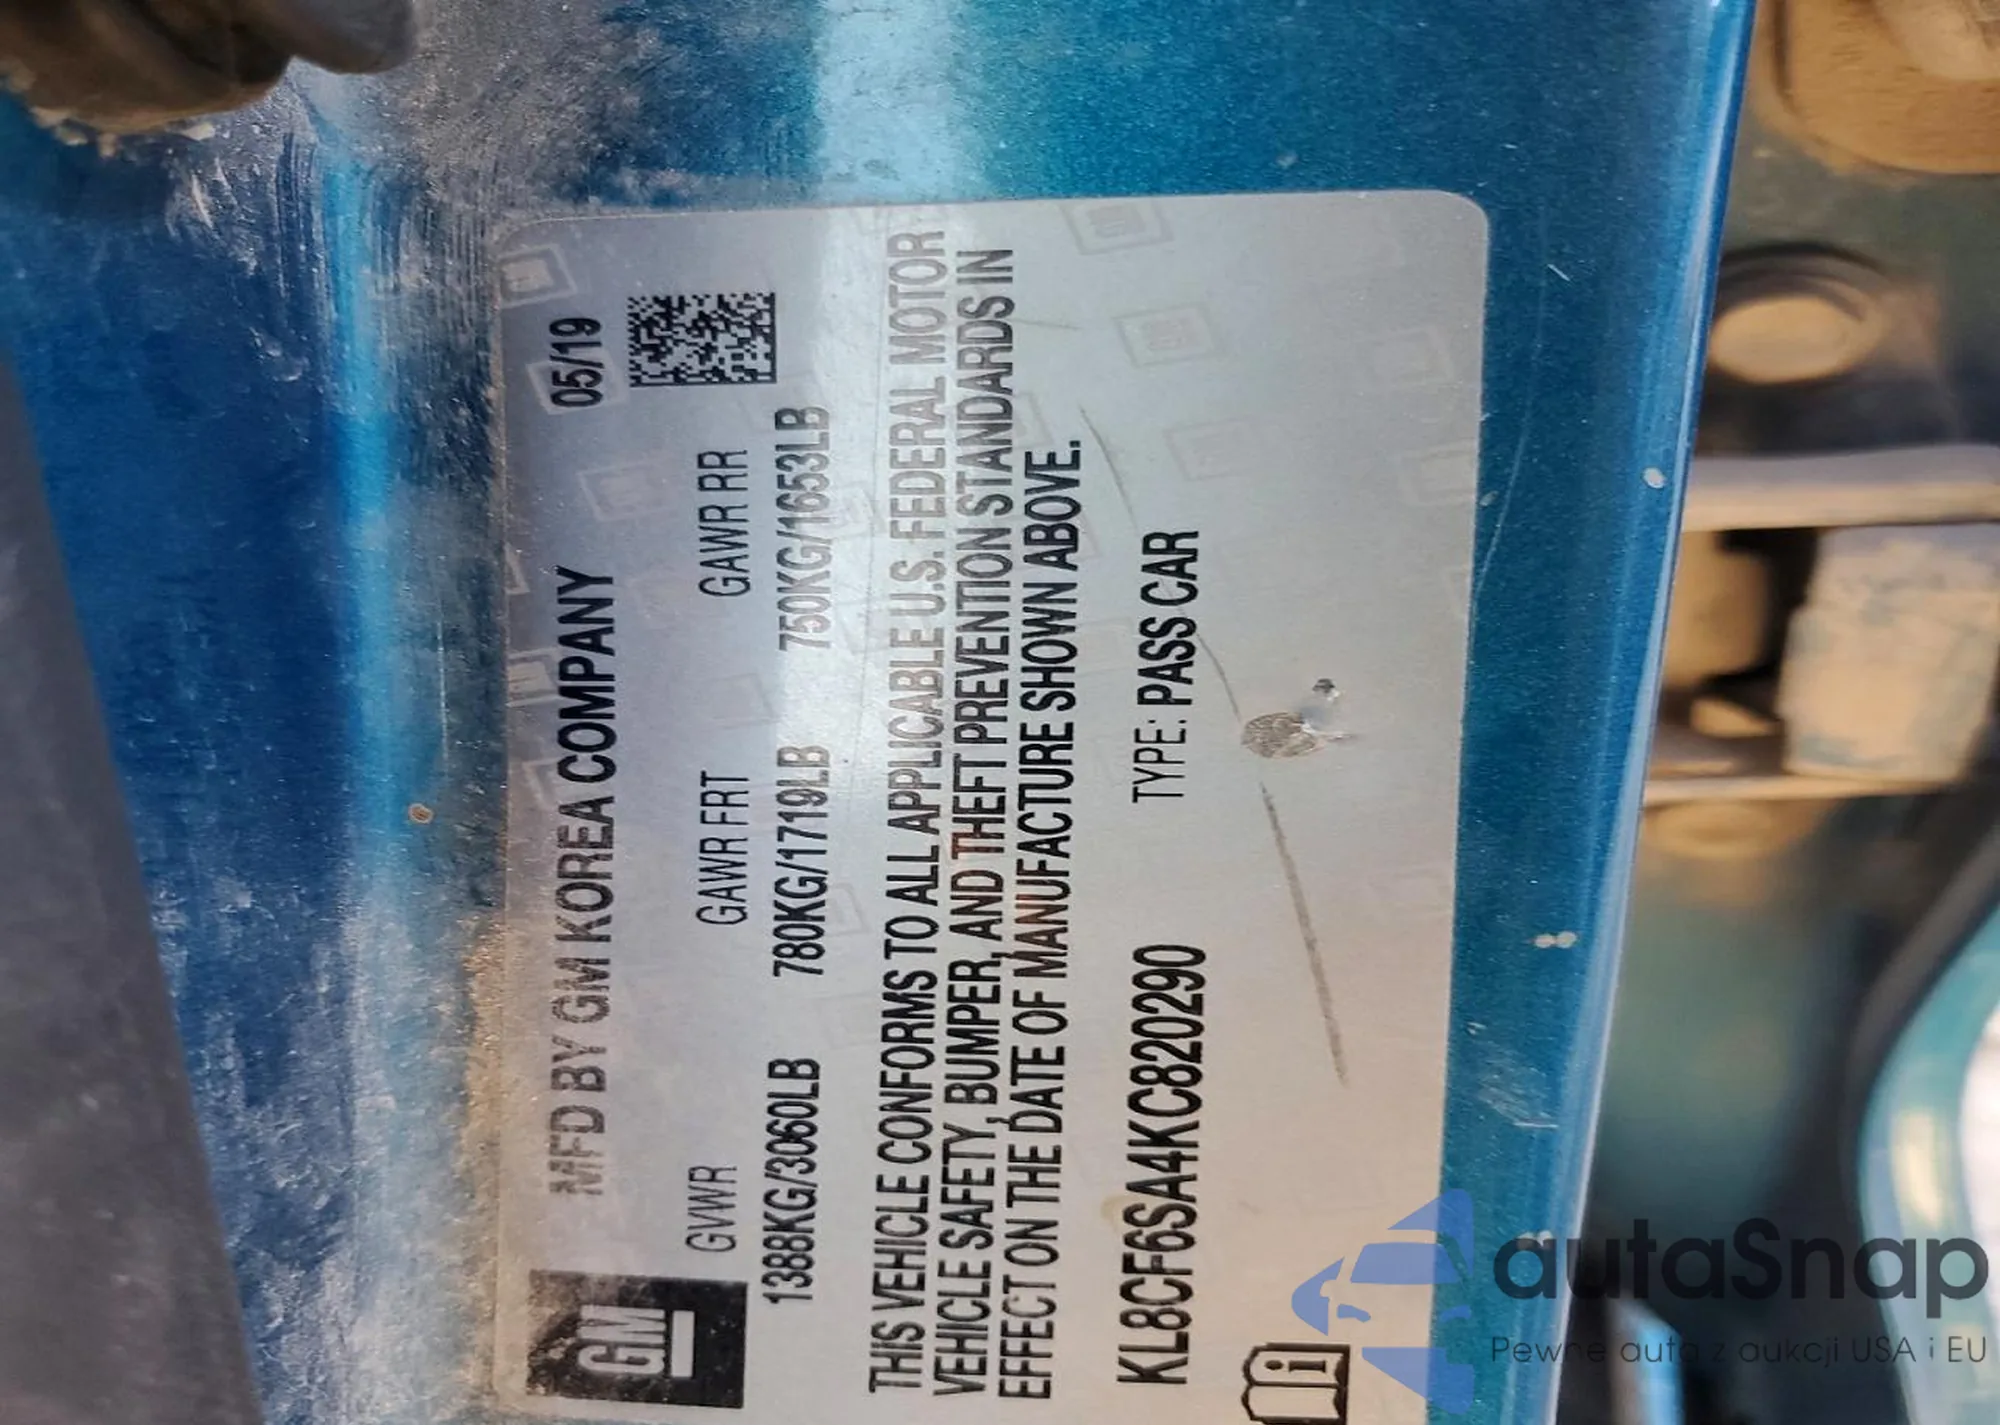 GM
MFD BY GM KOREA COMPANY 05/19
GVWR GAWR FRT GAWR RR
1388KG/3060LB 780KG/1719LB 750KG/1653LB
THIS VEHICLE CONFORMS TO ALL APPLICABLE U.S. FEDERAL MOTOR
VEHICLE SAFETY, BUMPER, AND THEFT PREVENTION STANDARDS IN
EFFECT ON THE DATE OF MANUFACTURE SHOWN ABOVE.
KL8CF6SA4KC820290 TYPE: PASS CAR
i
autaSnap
Pewne auta z aukcji USA i EU